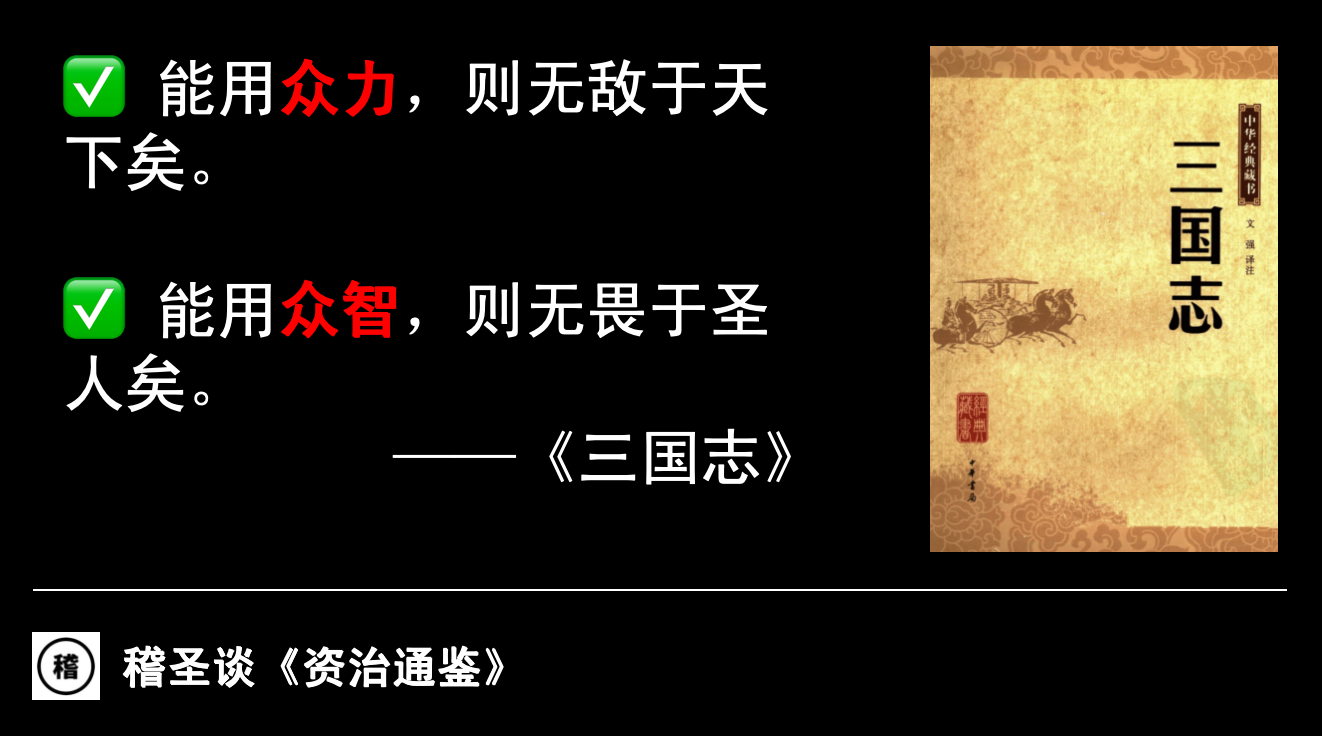 ✅ 能用众力，则无敌于天
下矣。
✅ 能用众智，则无畏于圣
人矣。
——《三国志》
中华经典藏书
三国志
文强 译注
經典藏書
中华书局
稽
稽圣谈《资治通鉴》